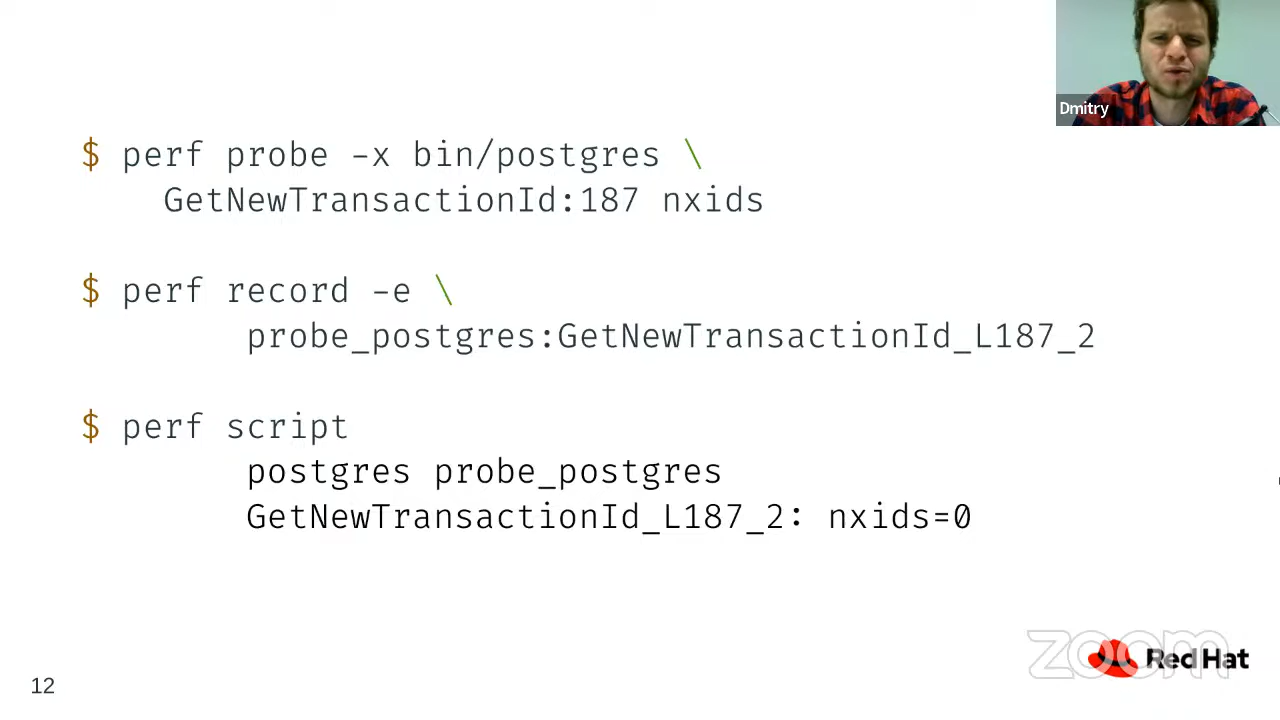 Dmitry
$ perf probe -x bin/postgres \
GetNewTransactionId:187 nxids
$ perf record -e \
probe_postgres:GetNewTransactionId_L187_2
$ perf script
postgres probe_postgres
GetNewTransactionId_L187_2: nxids=0
zoom
Red Hat
12